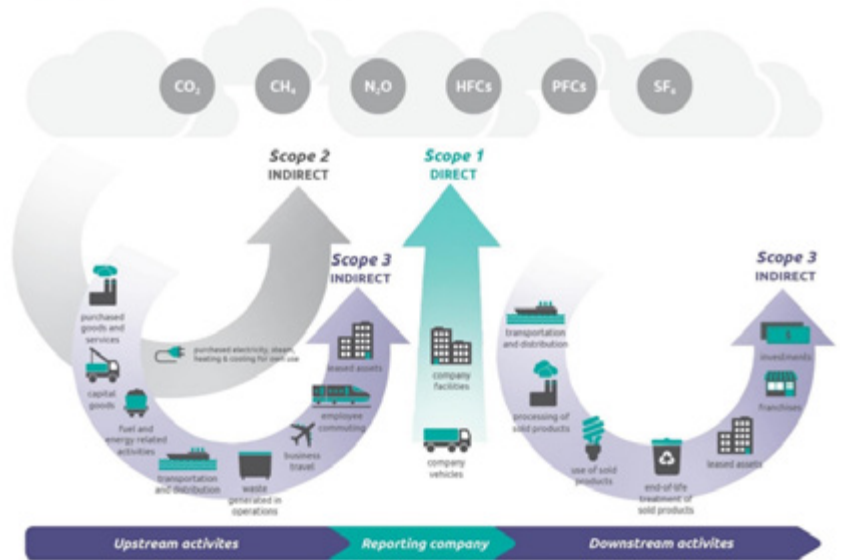 CO₂
CH₄
N₂O
HFCs
PFCs
SF₆
Scope 2
INDIRECT
Scope 1
DIRECT
Scope 3
INDIRECT
Scope 3
INDIRECT
purchased
goods and
services
capital
goods
fuel and
energy related
activities
transportation
and distribution
waste
generated in
operations
business
travel
employee
commuting
leased assets
purchased electricity, steam,
heating & cooling for own use
company
facilities
company
vehicles
transportation
and distribution
processing of
sold products
use of sold
products
end-of-life
treatment of
sold products
leased assets
franchises
investments
Upstream activites
Reporting company
Downstream activites